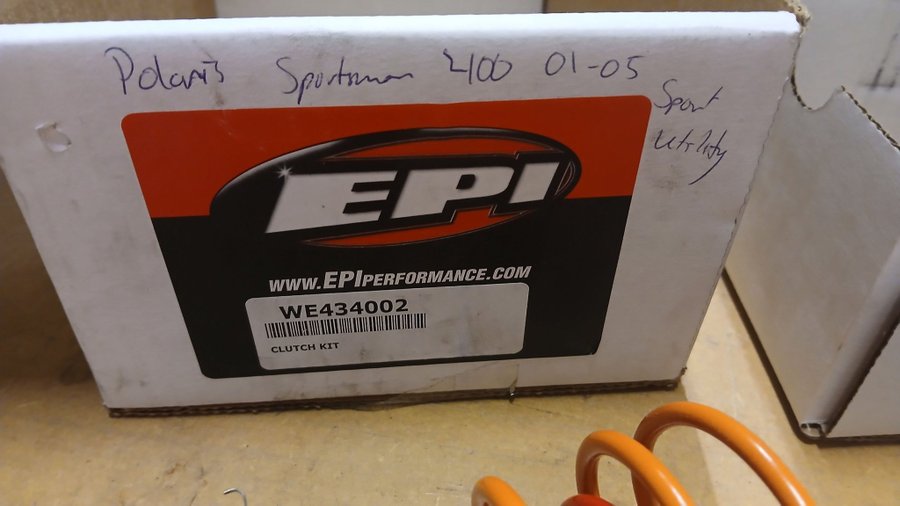 Polaris Sportsman 400 01-05
Sport
Utility
EPI
WWW.EPIPERFORMANCE.COM
WE434002
CLUTCH KIT